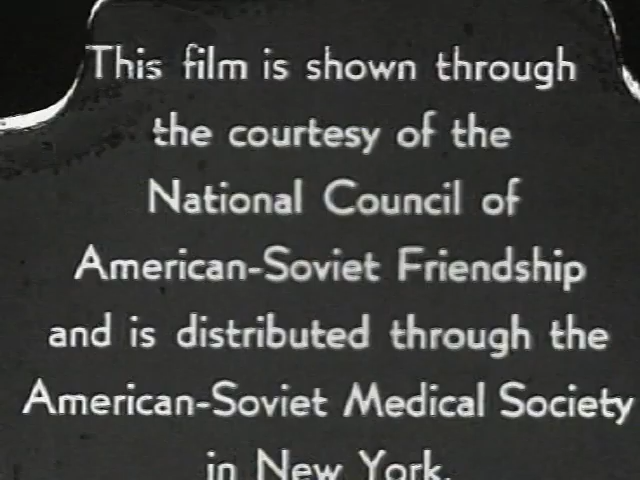 This film is shown through
the courtesy of the
National Council of
American-Soviet Friendship
and is distributed through the
American-Soviet Medical Society
in New York.